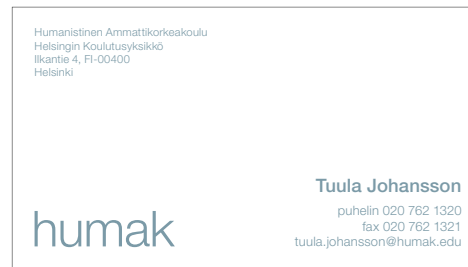 Humanistinen Ammattikorkeakoulu
Helsingin Koulutusyksikkö
Ilkantie 4, FI-00400
Helsinki
Tuula Johansson
puhelin 020 762 1320
fax 020 762 1321
tuula.johansson@humak.edu
humak